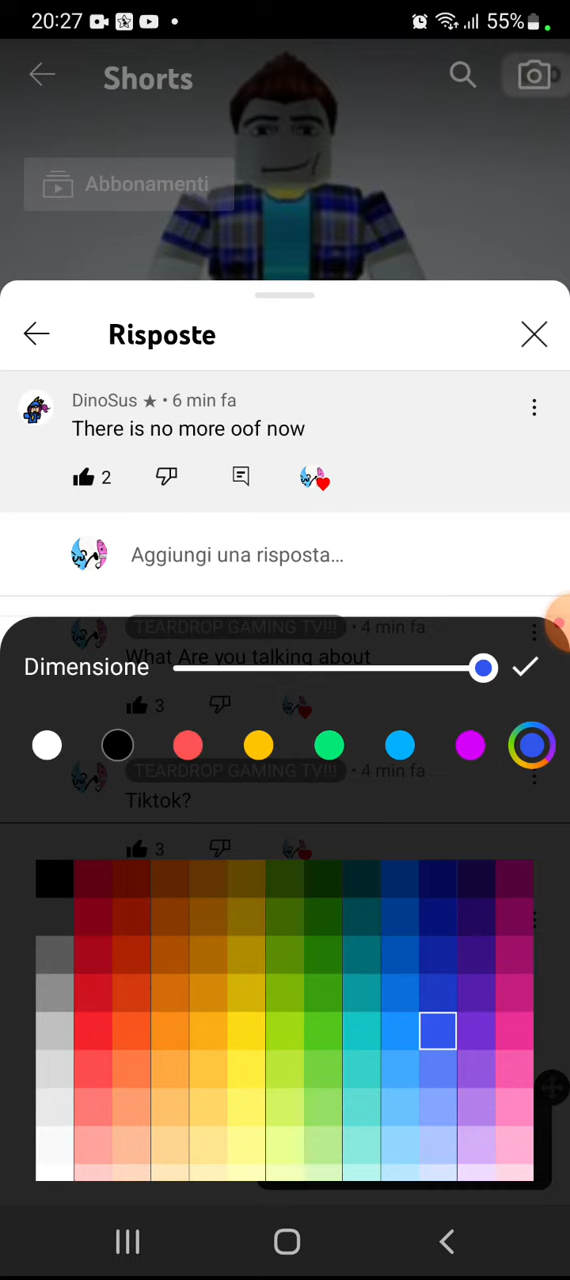 20:27
55%
Shorts
Abbonamenti
Risposte
DinoSus ★ • 6 min fa
There is no more oof now
2
Aggiungi una risposta...
TEARDROP GAMING TV!!! • 4 min fa
What Are you talking about
Dimensione
3
TEARDROP GAMING TV!!! • 4 min fa
Tiktok?
3